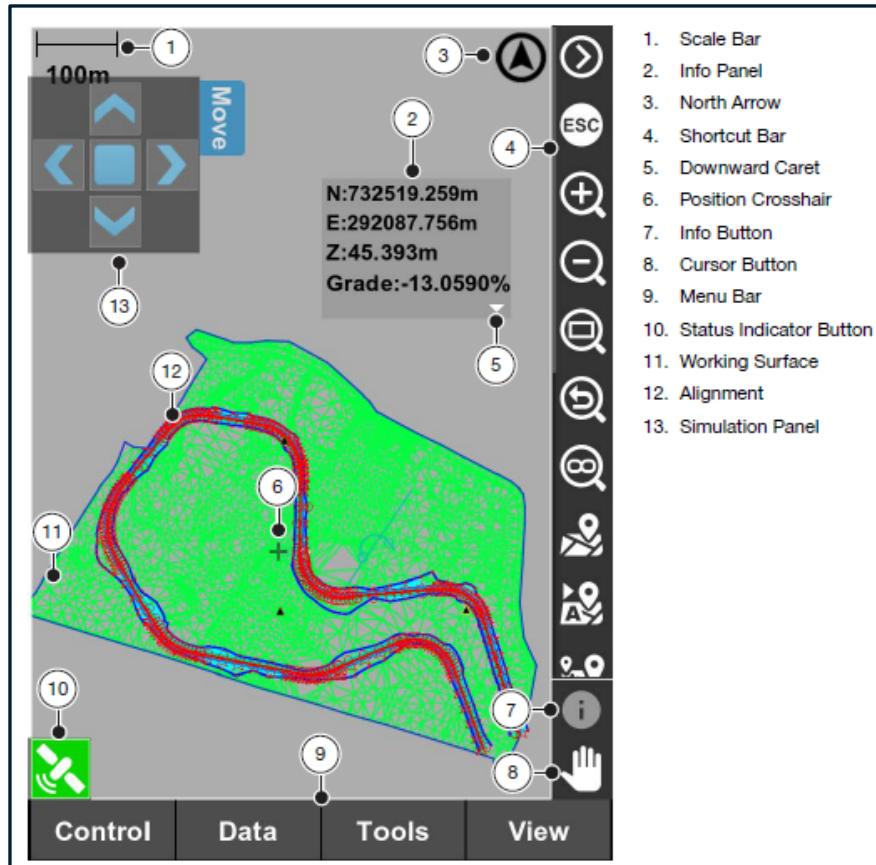 1
100m
Move
2
3
4
ESC
N:732519.259m
E:292087.756m
Z:45.393m
Grade:-13.0590%
13
5
12
6
11
A
10
7
i
9
8
Control Data Tools View
1. Scale Bar
2. Info Panel
3. North Arrow
4. Shortcut Bar
5. Downward Caret
6. Position Crosshair
7. Info Button
8. Cursor Button
9. Menu Bar
10. Status Indicator Button
11. Working Surface
12. Alignment
13. Simulation Panel